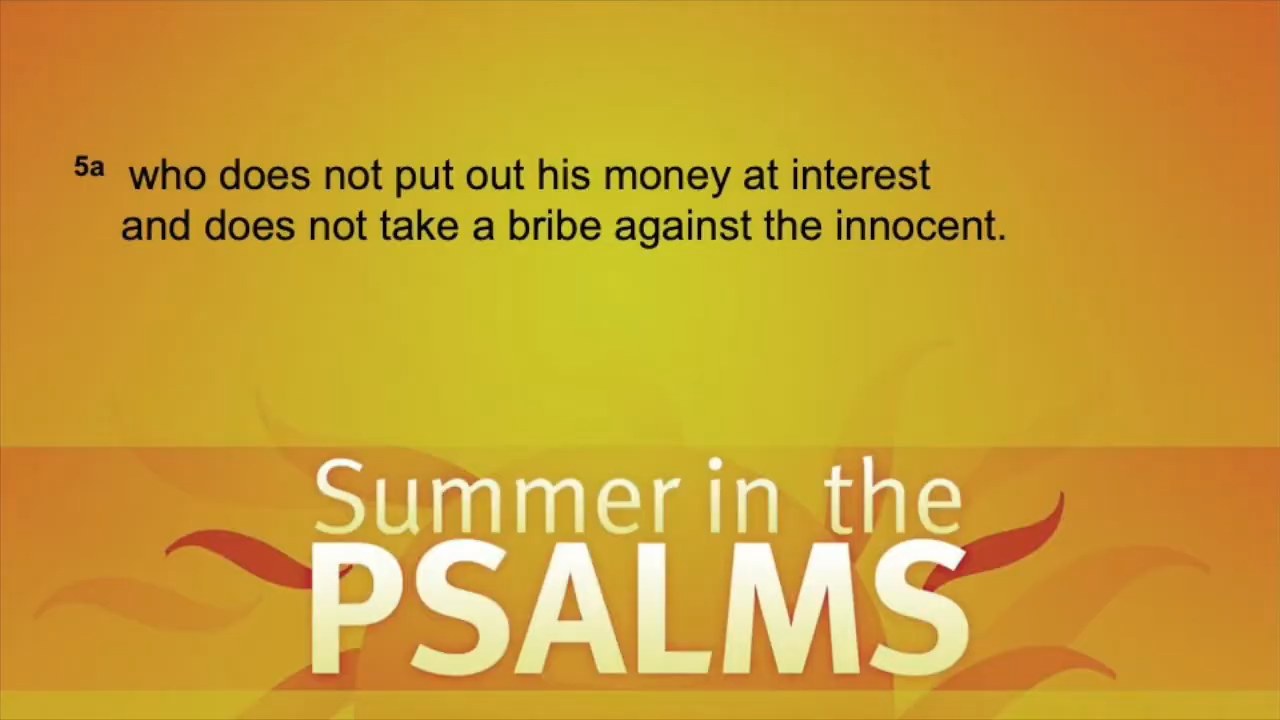 5a who does not put out his money at interest
and does not take a bribe against the innocent.
Summer in the
PSALMS